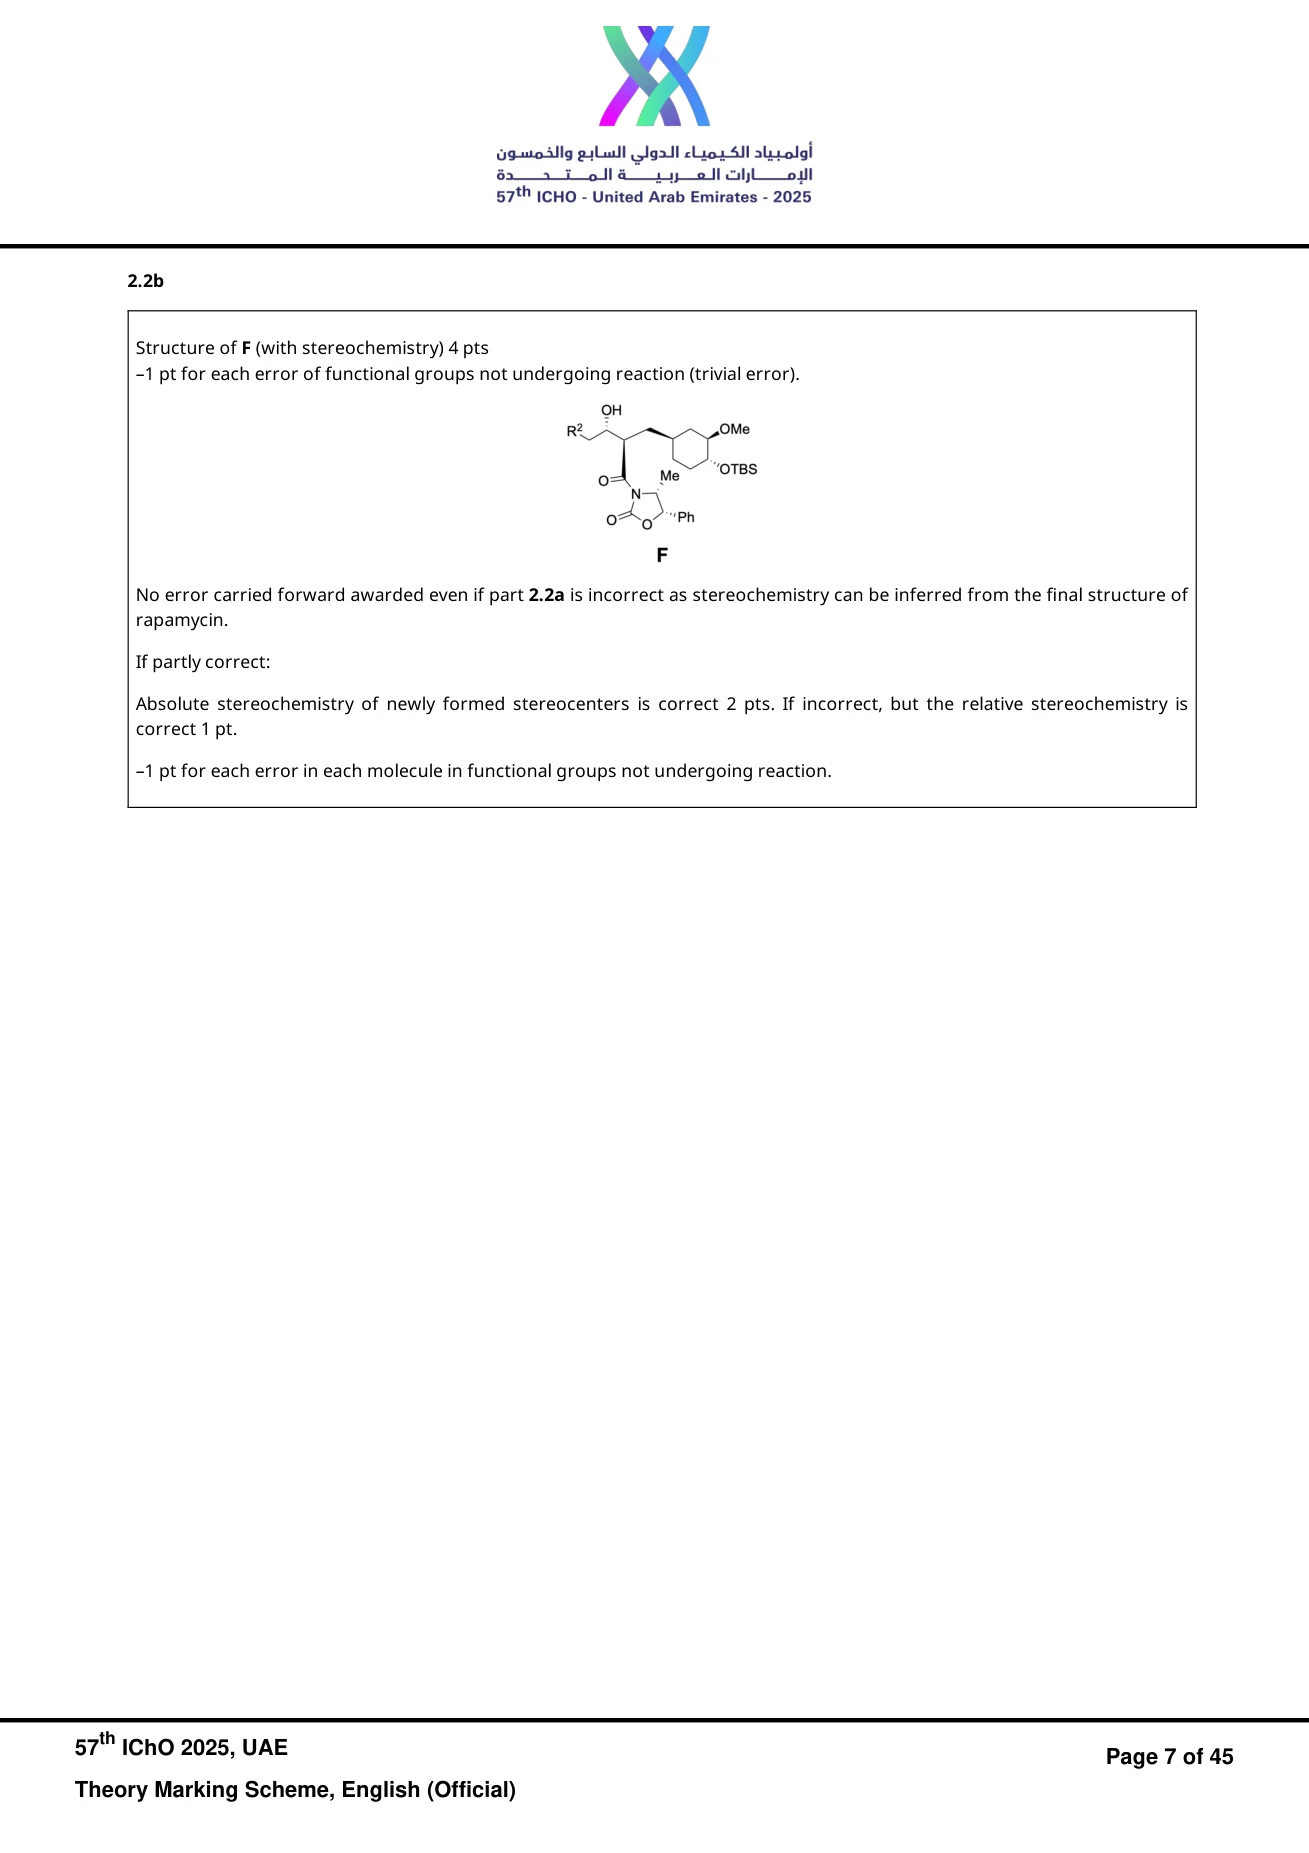 أولمبياد الكيمياء الدولي السابع والخمسون
الإمارات العربية المتحدة
57th ICHO - United Arab Emirates - 2025
2.2b
Structure of F (with stereochemistry) 4 pts
–1 pt for each error of functional groups not undergoing reaction (trivial error).
OH
R2
OMe
OTBS
Me
O
N
O
O
Ph
F
No error carried forward awarded even if part 2.2a is incorrect as stereochemistry can be inferred from the final structure of
rapamycin.
If partly correct:
Absolute stereochemistry of newly formed stereocenters is correct 2 pts. If incorrect, but the relative stereochemistry is
correct 1 pt.
–1 pt for each error in each molecule in functional groups not undergoing reaction.
57th IChO 2025, UAE
Theory Marking Scheme, English (Official)
Page 7 of 45